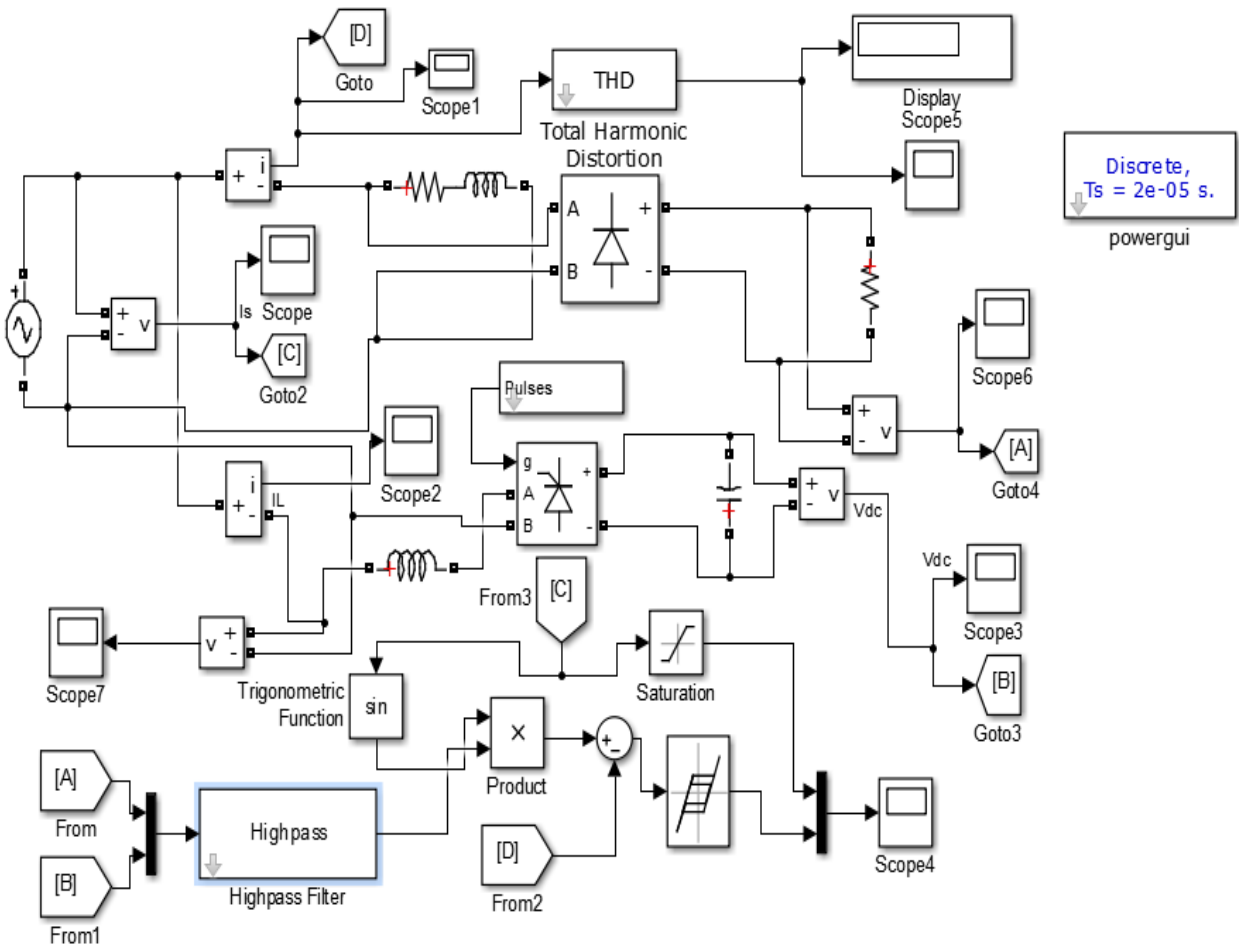 [D]
Goto
Scope1
THD
Total Harmonic
Distortion
Display
Scope5
Discrete,
Ts = 2e-05 s.
powergui
+
i
-
A
B
+
-
+
+
-
v
Is
Scope
[C]
Goto2
Scope6
+
-
v
[A]
Goto4
Pulses
Scope2
i
+
-
IL
g
A
B
+
-
+
-
v
Vdc
From3
[C]
Vdc
Scope3
[B]
Goto3
v
+
-
Scope7
Trigonometric
Function
sin
Saturation
×
Product
+
-
[A]
From
[B]
From1
Highpass
Highpass Filter
[D]
From2
Scope4